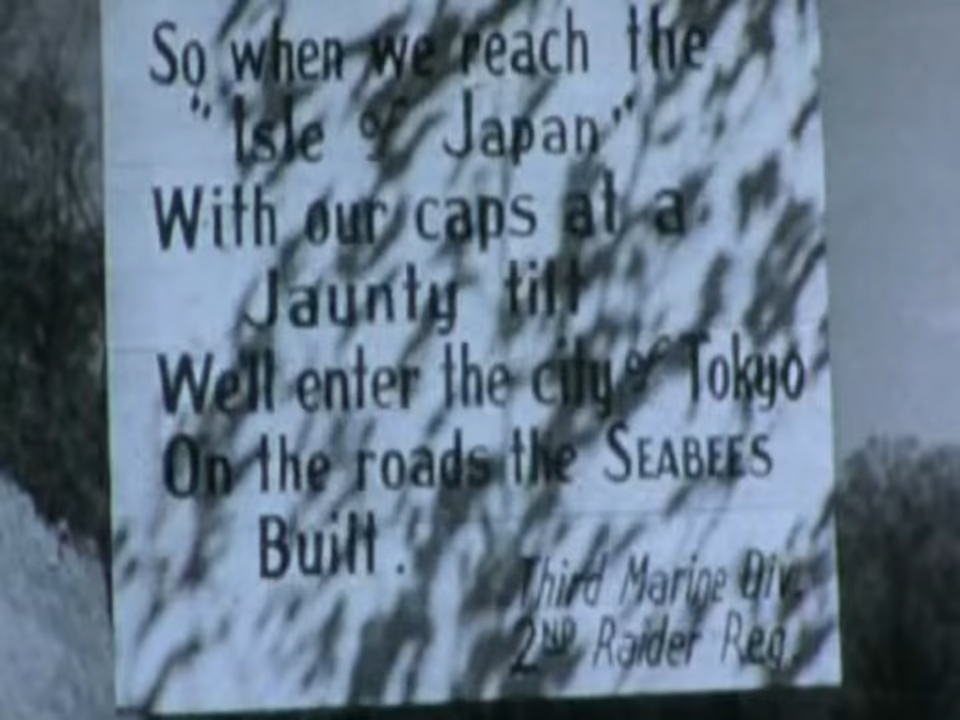 So when we reach the
"Isle of Japan"
With our caps at a
Jaunty tilt
We'll enter the city of Tokyo
On the roads the SEABEES
Built.
Third Marine Div.
2ND Raider Reg.